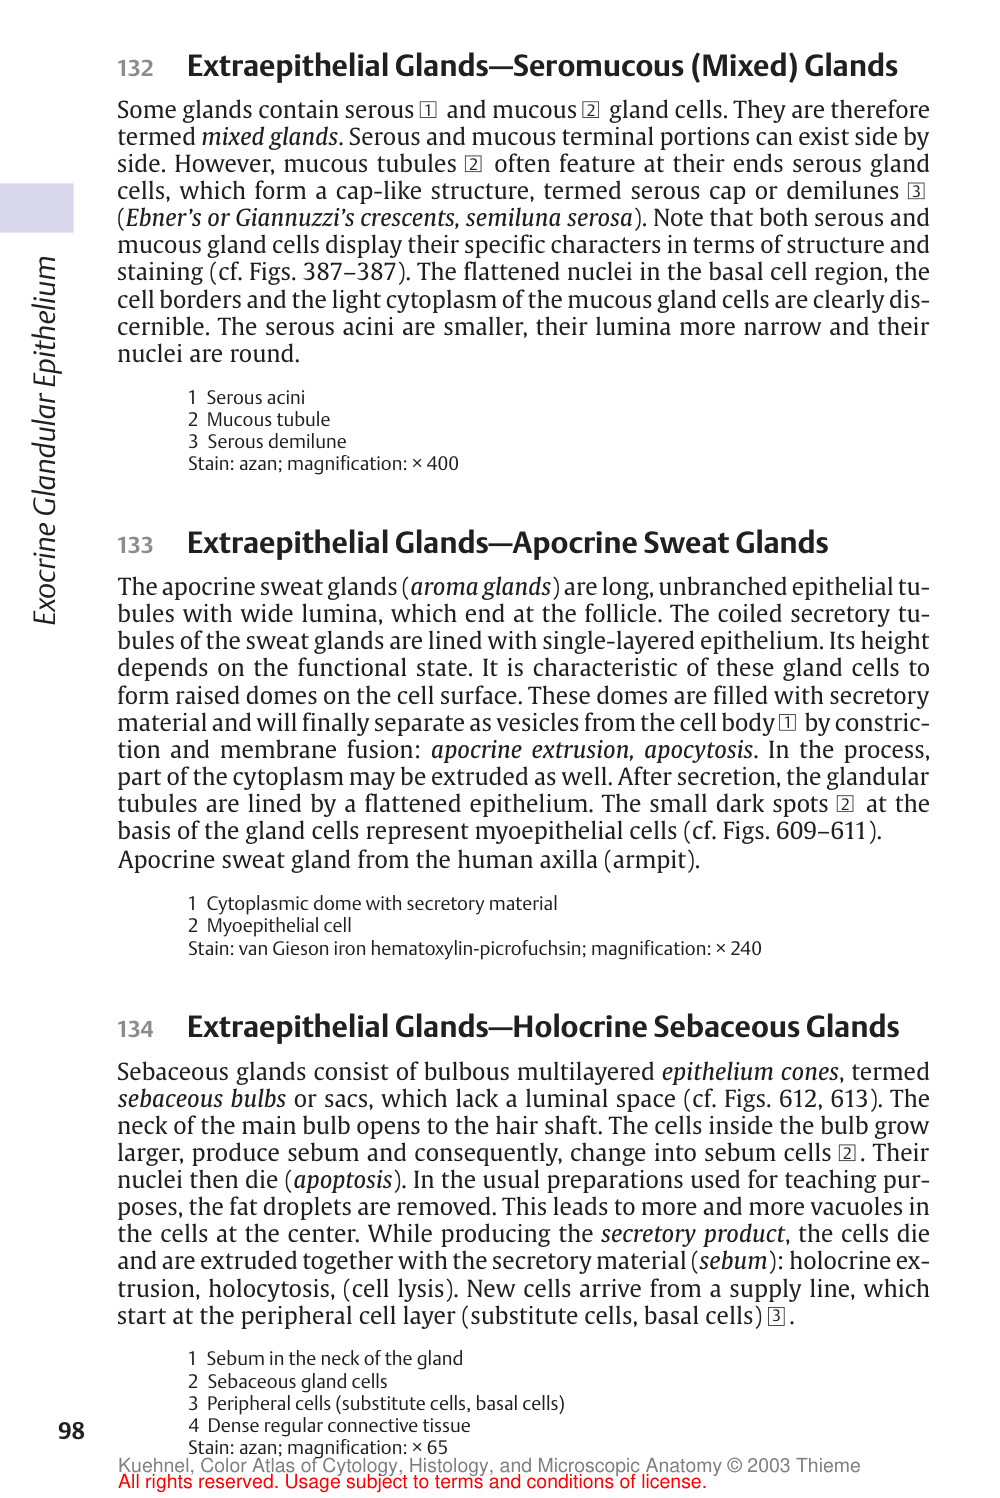 132 Extraepithelial Glands—Seromucous (Mixed) Glands
Some glands contain serous 1 and mucous 2 gland cells. They are therefore
termed mixed glands. Serous and mucous terminal portions can exist side by
side. However, mucous tubules 2 often feature at their ends serous gland
cells, which form a cap-like structure, termed serous cap or demilunes 3
(Ebner's or Giannuzzi's crescents, semiluna serosa). Note that both serous and
mucous gland cells display their specific characters in terms of structure and
staining (cf. Figs. 387–387). The flattened nuclei in the basal cell region, the
cell borders and the light cytoplasm of the mucous gland cells are clearly dis-
cernible. The serous acini are smaller, their lumina more narrow and their
nuclei are round.
1 Serous acini
2 Mucous tubule
3 Serous demilune
Stain: azan; magnification: × 400
Exocrine Glandular Epithelium
133 Extraepithelial Glands—Apocrine Sweat Glands
The apocrine sweat glands (aroma glands) are long, unbranched epithelial tu-
bules with wide lumina, which end at the follicle. The coiled secretory tu-
bules of the sweat glands are lined with single-layered epithelium. Its height
depends on the functional state. It is characteristic of these gland cells to
form raised domes on the cell surface. These domes are filled with secretory
material and will finally separate as vesicles from the cell body 1 by constric-
tion and membrane fusion: apocrine extrusion, apocytosis. In the process,
part of the cytoplasm may be extruded as well. After secretion, the glandular
tubules are lined by a flattened epithelium. The small dark spots 2 at the
basis of the gland cells represent myoepithelial cells (cf. Figs. 609–611).
Apocrine sweat gland from the human axilla (armpit).
1 Cytoplasmic dome with secretory material
2 Myoepithelial cell
Stain: van Gieson iron hematoxylin-picrofuchsin; magnification: × 240
134 Extraepithelial Glands—Holocrine Sebaceous Glands
Sebaceous glands consist of bulbous multilayered epithelium cones, termed
sebaceous bulbs or sacs, which lack a luminal space (cf. Figs. 612, 613). The
neck of the main bulb opens to the hair shaft. The cells inside the bulb grow
larger, produce sebum and consequently, change into sebum cells 2. Their
nuclei then die (apoptosis). In the usual preparations used for teaching pur-
poses, the fat droplets are removed. This leads to more and more vacuoles in
the cells at the center. While producing the secretory product, the cells die
and are extruded together with the secretory material (sebum): holocrine ex-
trusion, holocytosis, (cell lysis). New cells arrive from a supply line, which
start at the peripheral cell layer (substitute cells, basal cells) 3.
1 Sebum in the neck of the gland
2 Sebaceous gland cells
3 Peripheral cells (substitute cells, basal cells)
4 Dense regular connective tissue
Stain: azan; magnification: × 65
98
Kuehnel, Color Atlas of Cytology, Histology, and Microscopic Anatomy © 2003 Thieme
All rights reserved. Usage subject to terms and conditions of license.